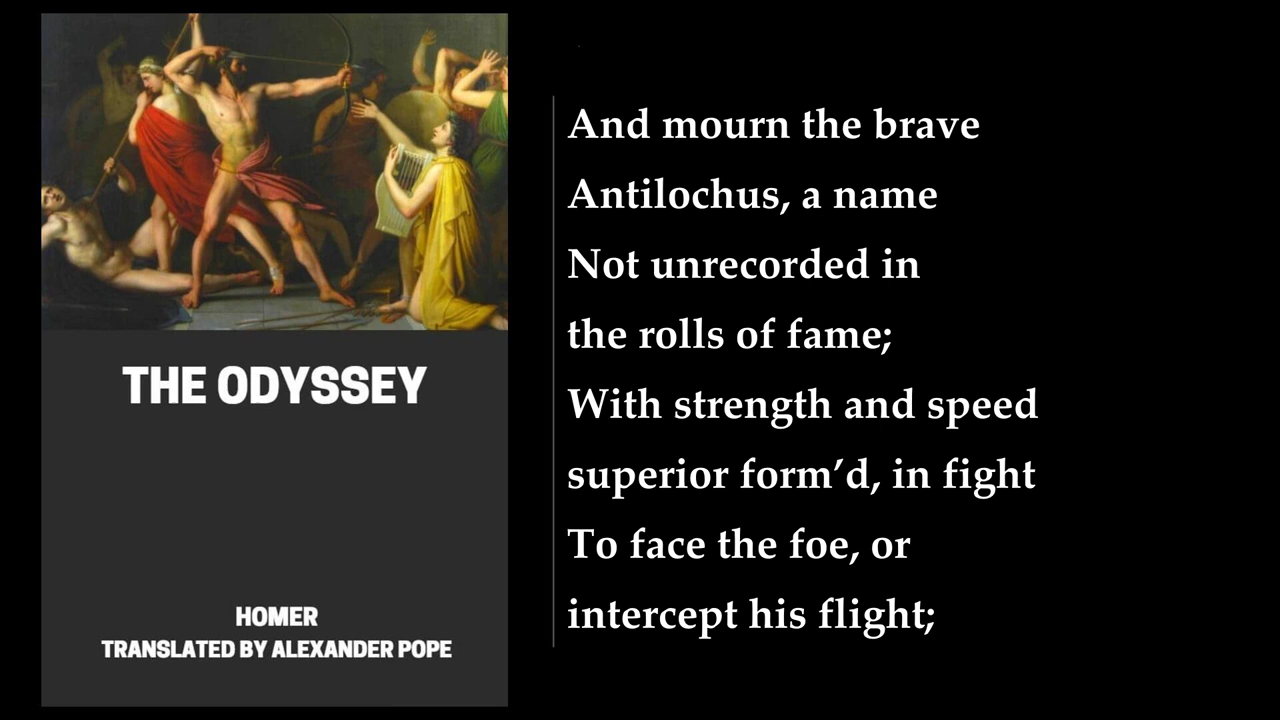 THE ODYSSEY
HOMER
TRANSLATED BY ALEXANDER POPE
And mourn the brave
Antilochus, a name
Not unrecorded in
the rolls of fame;
With strength and speed
superior form’d, in fight
To face the foe, or
intercept his flight;